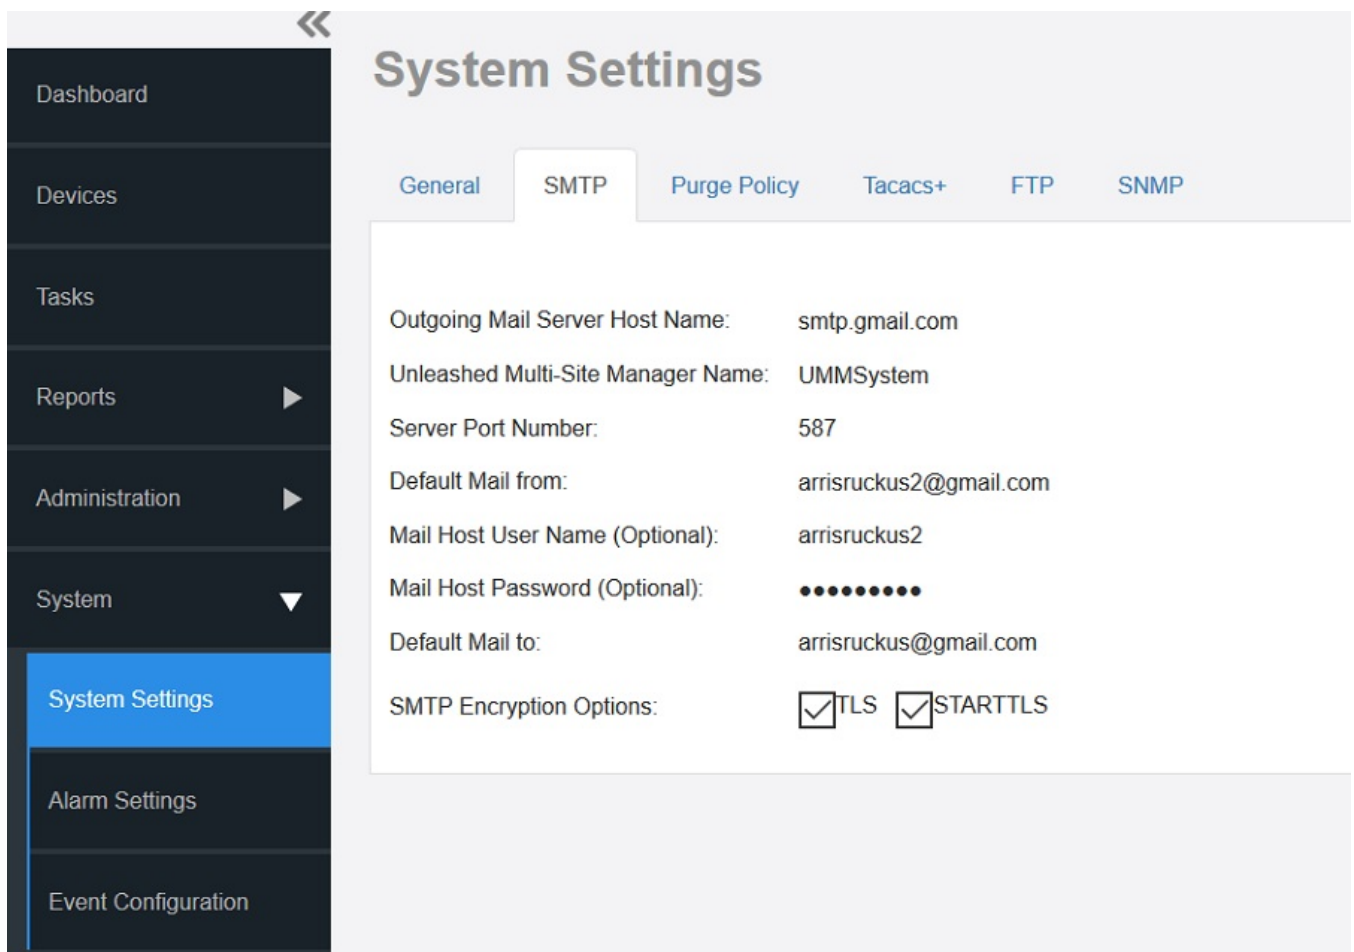 Dashboard
Devices
Tasks
Reports
Administration
System
System Settings
Alarm Settings
Event Configuration
System Settings
General SMTP Purge Policy Tacacs+ FTP SNMP
Outgoing Mail Server Host Name: smtp.gmail.com
Unleashed Multi-Site Manager Name: UMMSystem
Server Port Number: 587
Default Mail from: arrisruckus2@gmail.com
Mail Host User Name (Optional): arrisruckus2
Mail Host Password (Optional): •••••••••
Default Mail to: arrisruckus@gmail.com
SMTP Encryption Options: TLS STARTTLS